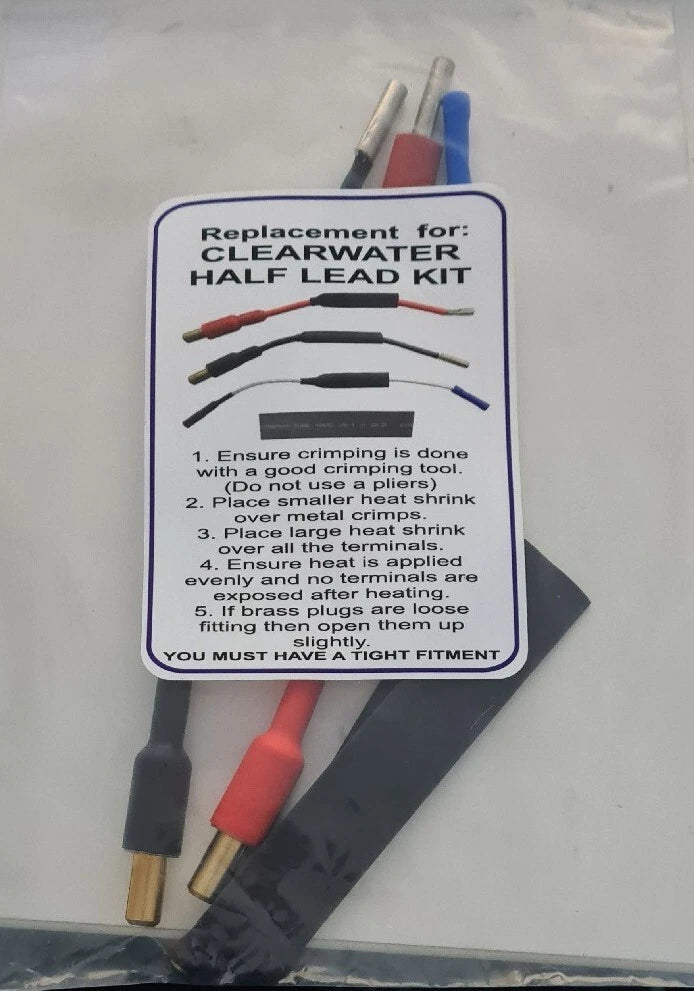 Replacement for:
CLEARWATER
HALF LEAD KIT
1. Ensure crimping is done
with a good crimping tool.
(Do not use a pliers)
2. Place smaller heat shrink
over metal crimps.
3. Place large heat shrink
over all the terminals.
4. Ensure heat is applied
evenly and no terminals are
exposed after heating.
5. If brass plugs are loose
fitting then open them up
slightly.
YOU MUST HAVE A TIGHT FITMENT